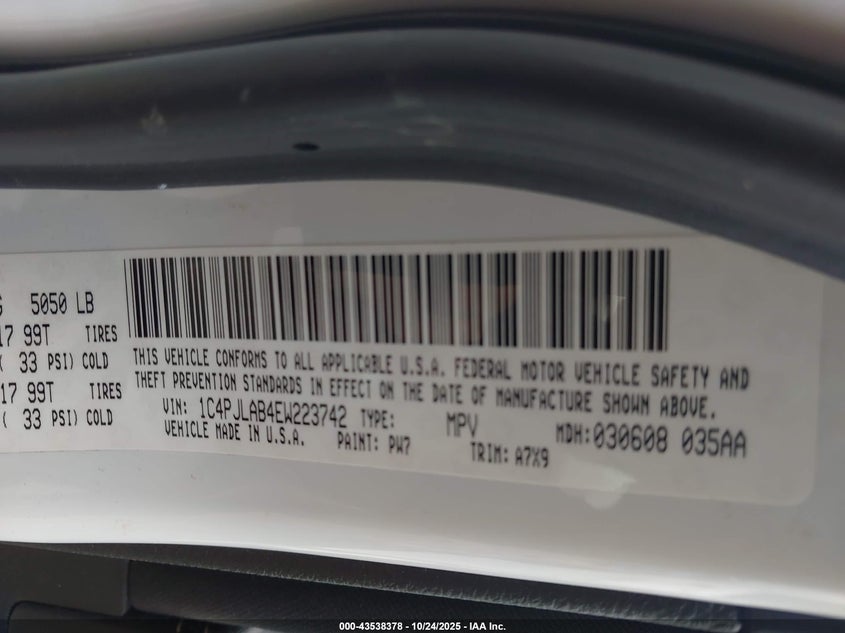 5050 LB
17 99T TIRES
( 33 PSI) COLD
17 99T TIRES
( 33 PSI) COLD
THIS VEHICLE CONFORMS TO ALL APPLICABLE U.S.A. FEDERAL MOTOR VEHICLE SAFETY AND
THEFT PREVENTION STANDARDS IN EFFECT ON THE DATE OF MANUFACTURE SHOWN ABOVE.
VIN: 1C4PJLAB4EW223742 TYPE: MPV MDH:030608 035AA
VEHICLE MADE IN U.S.A. PAINT: PW7 TRIM: A7X9
000-43538378 - 10/24/2025 - IAA Inc.